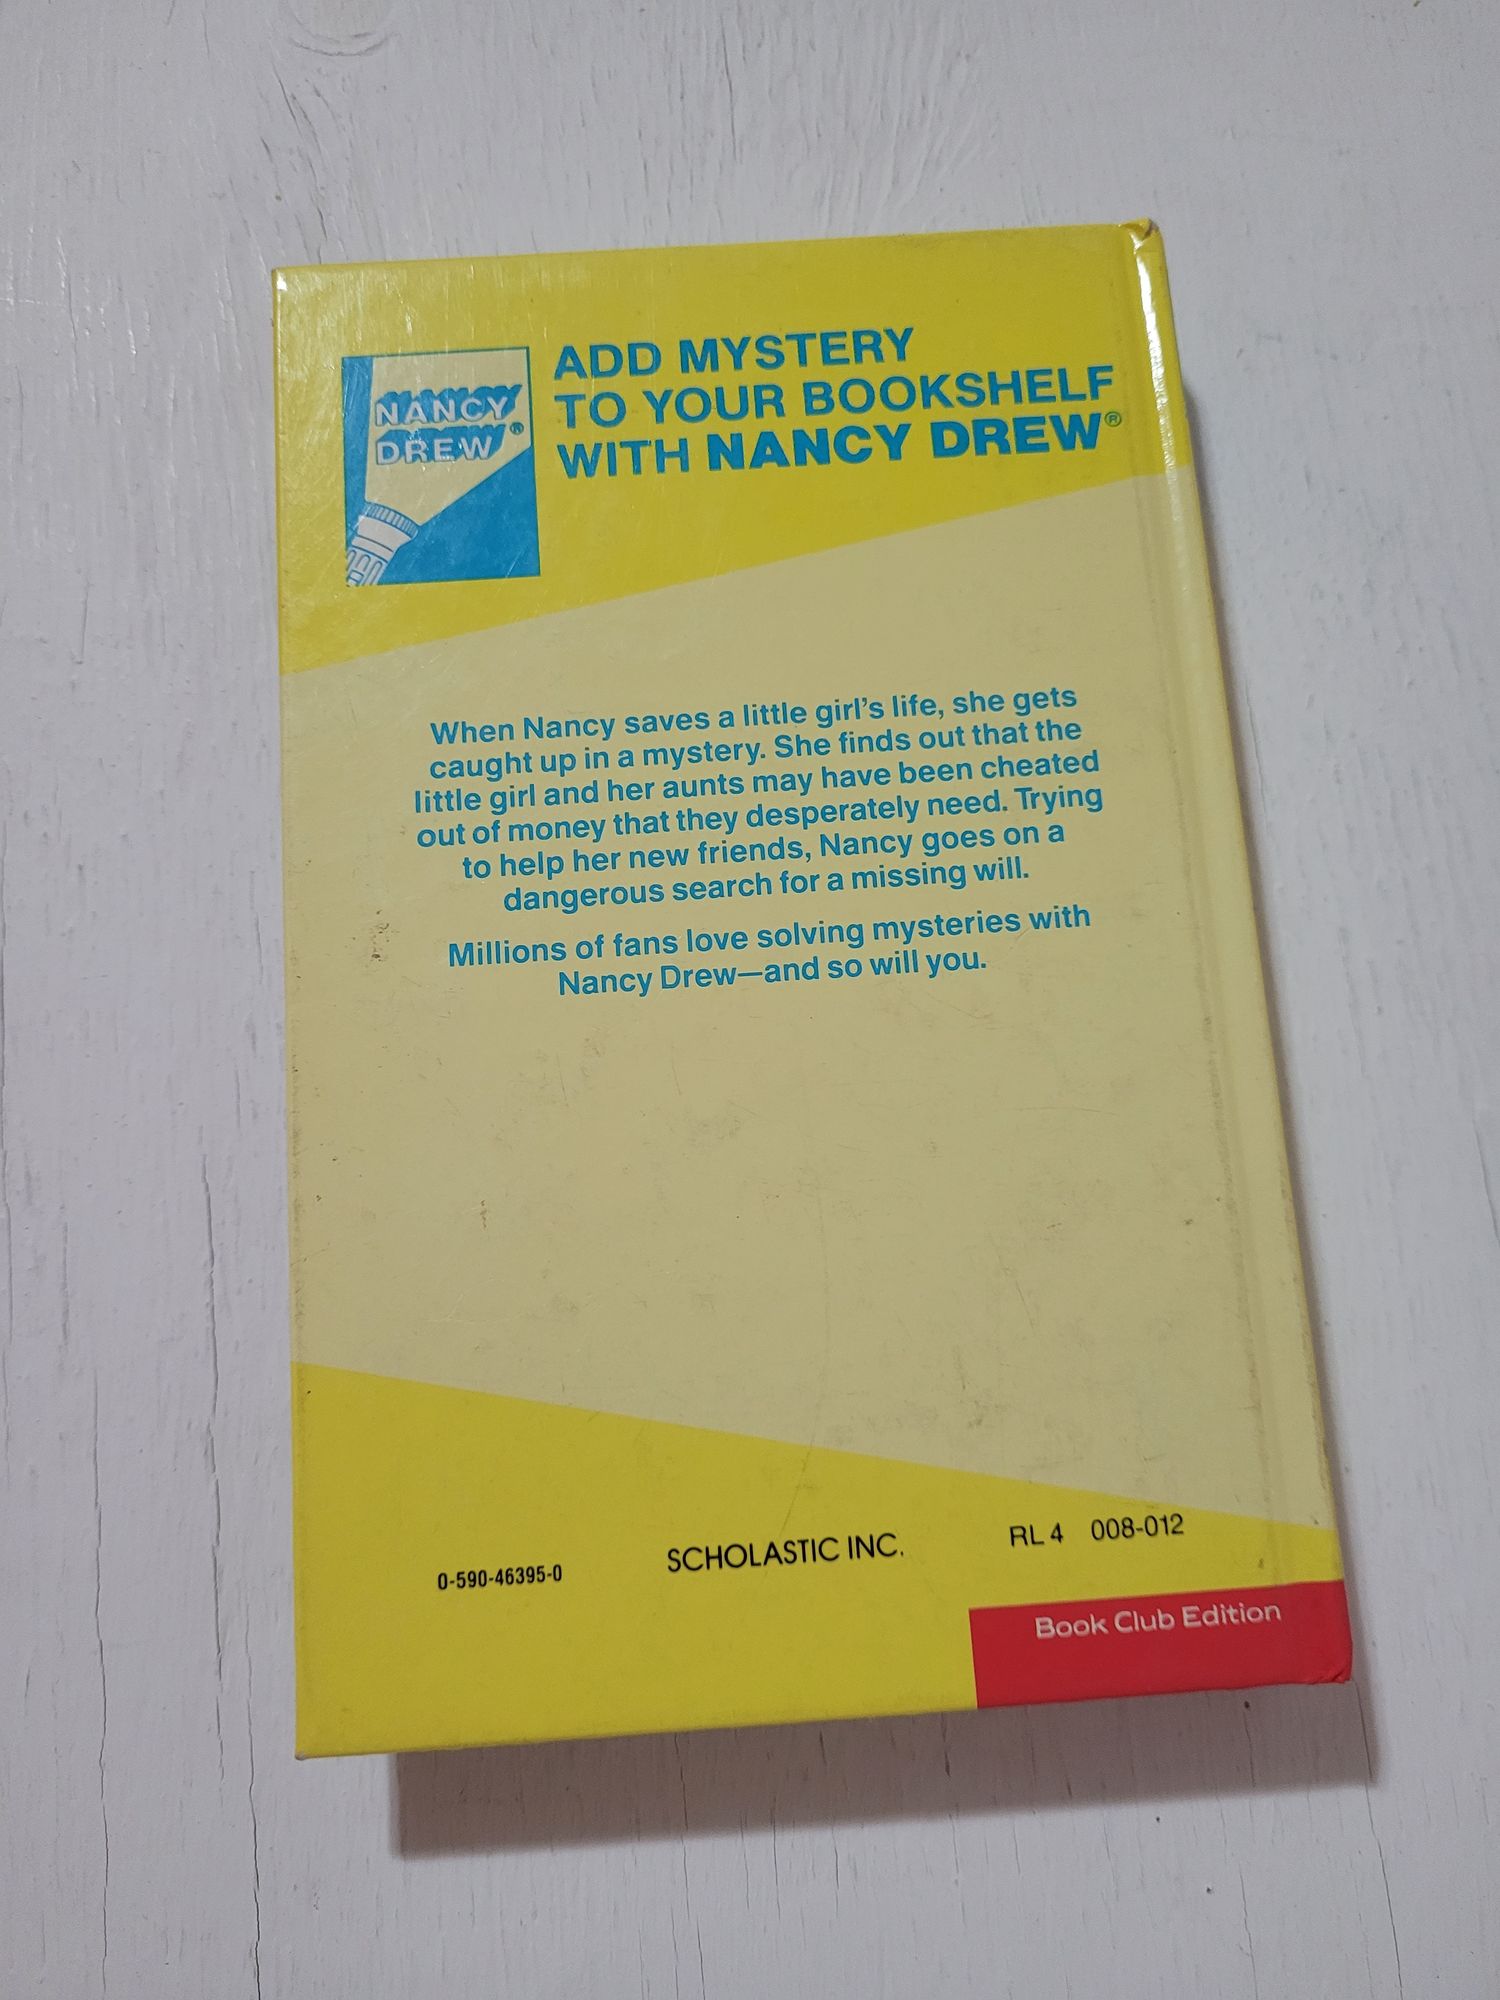 NANCY
DREW®
ADD MYSTERY
TO YOUR BOOKSHELF
WITH NANCY DREW®
When Nancy saves a little girl's life, she gets
caught up in a mystery. She finds out that the
little girl and her aunts may have been cheated
out of money that they desperately need. Trying
to help her new friends, Nancy goes on a
dangerous search for a missing will.
Millions of fans love solving mysteries with
Nancy Drew—and so will you.
0-590-46395-0
SCHOLASTIC INC.
RL 4 008-012
Book Club Edition